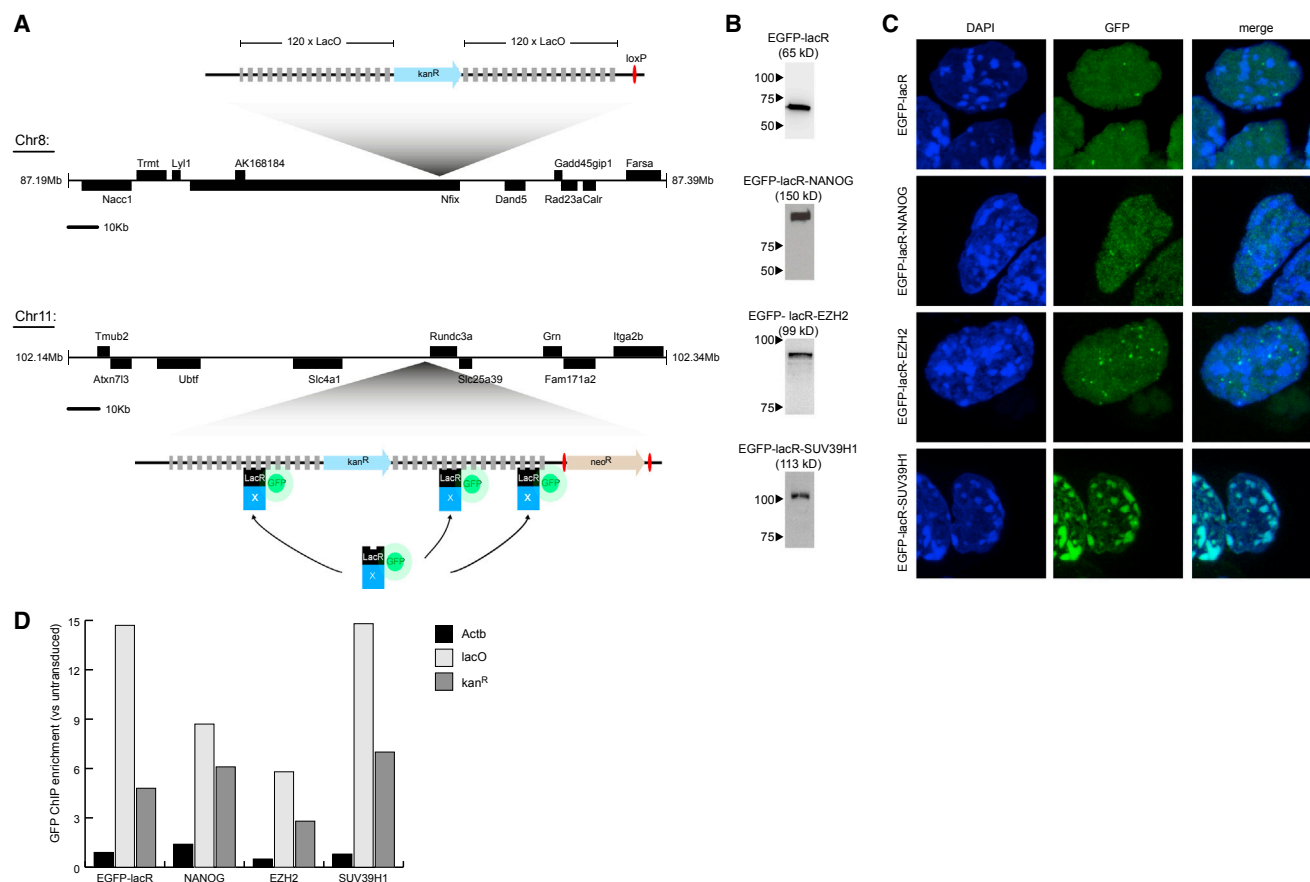 A
120 x LacO
120 x LacO
loxP
kanR
Chr8:
Trmt
Lyl1
AK168184
Gadd45gip1
Farsa
87.19Mb
87.39Mb
Nacc1
Nfix
Dand5
Rad23a
Calr
10Kb
Chr11:
Tmub2
Rundc3a
Grn
Itga2b
102.14Mb
102.34Mb
Atxn7l3
Ubtf
Slc4a1
Slc25a39
Fam171a2
10Kb
kanR
neoR
LacR
GFP
X
LacR
GFP
X
LacR
GFP
X
LacR
GFP
X
B
EGFP-lacR
(65 kD)
100
75
50
EGFP-lacR-NANOG
(150 kD)
75
50
EGFP- lacR-EZH2
(99 kD)
100
75
EGFP-lacR-SUV39H1
(113 kD)
100
75
C
DAPI
GFP
merge
EGFP-lacR
EGFP-lacR-NANOG
EGFP-lacR-EZH2
EGFP-lacR-SUV39H1
D
GFP ChIP enrichment (vs untransduced)
15
12
9
6
3
0
EGFP-lacR
NANOG
EZH2
SUV39H1
Actb
lacO
kanR